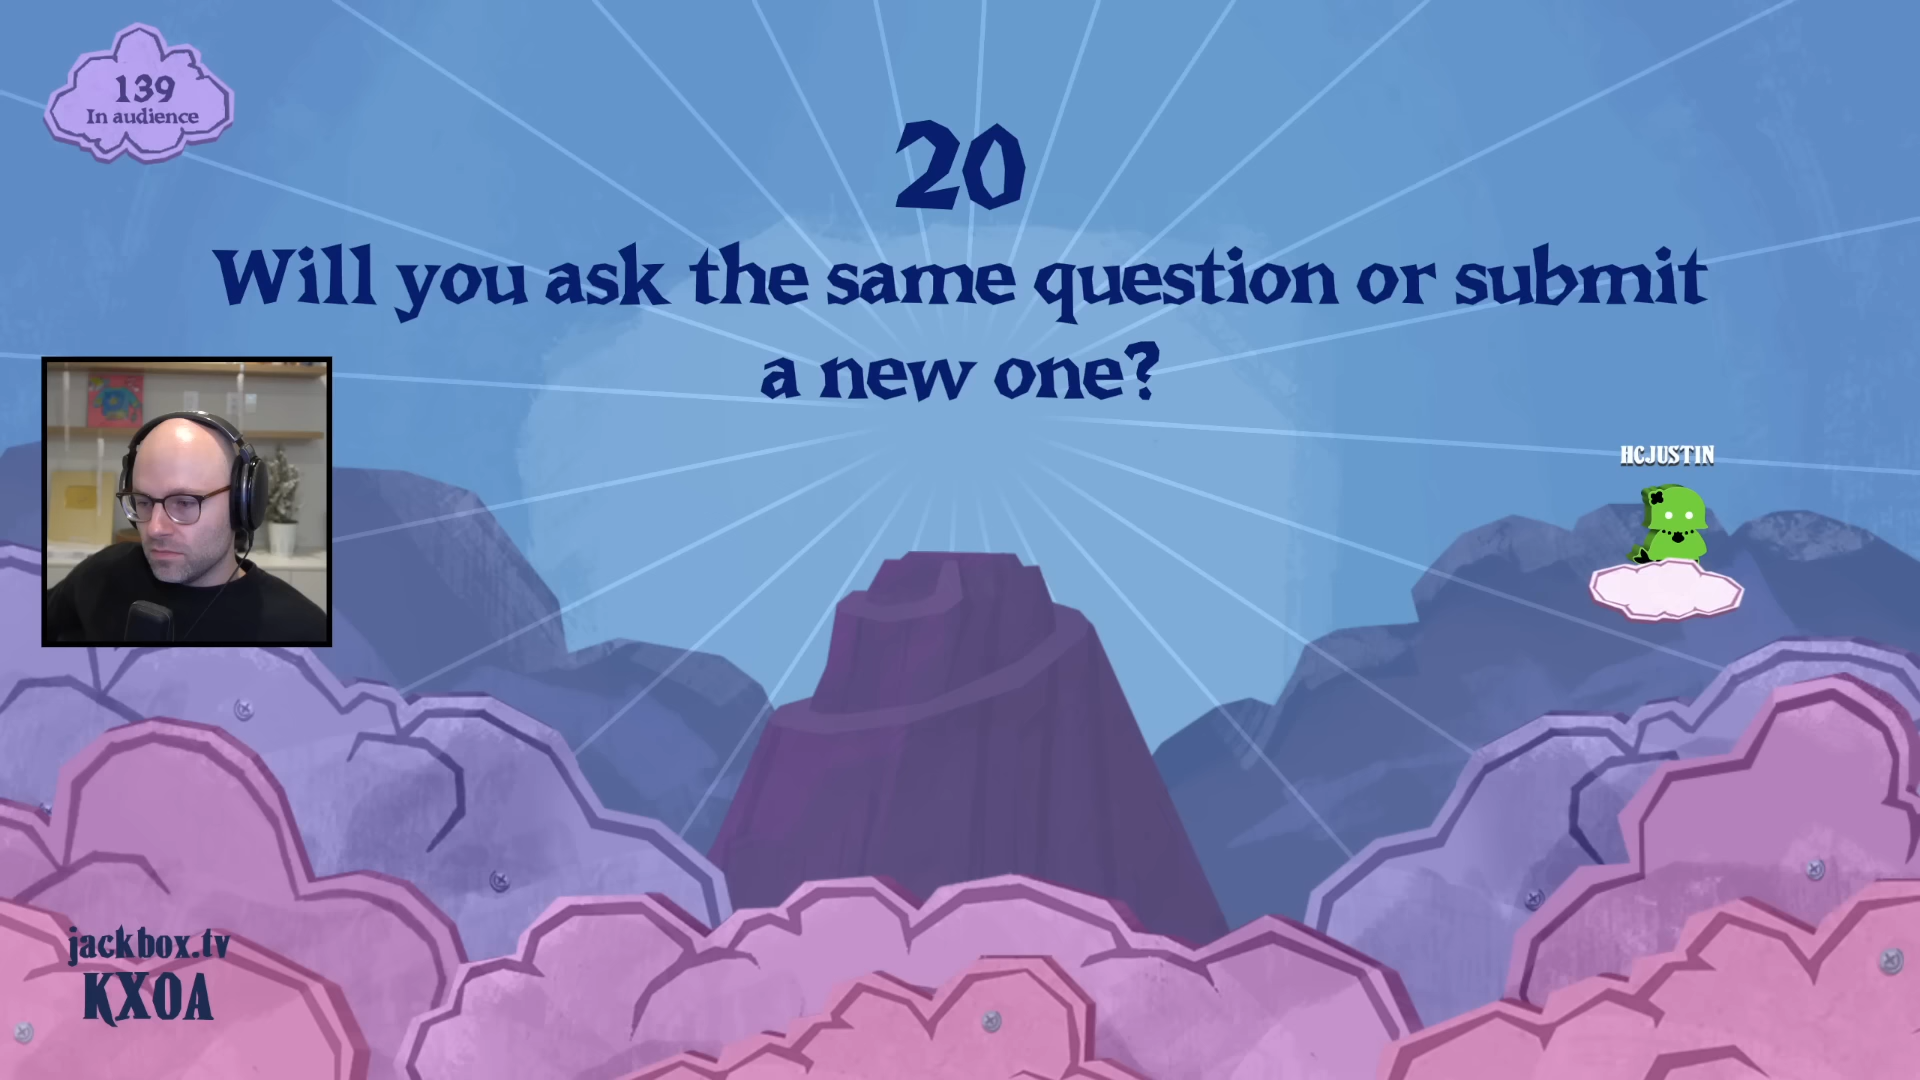 139
In audience
20
Will you ask the same question or submit
a new one?
HCJUSTIN
jackbox.tv
KXOA